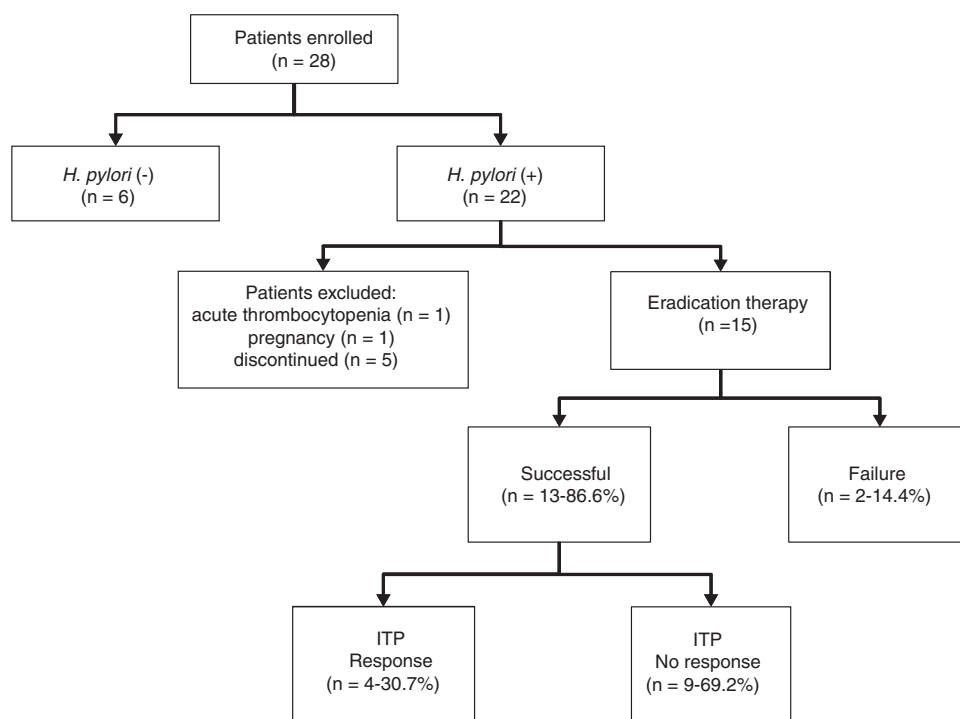 Patients enrolled
(n = 28)
H. pylori (-)
(n = 6)
H. pylori (+)
(n = 22)
Patients excluded:
acute thrombocytopenia (n = 1)
pregnancy (n = 1)
discontinued (n = 5)
Eradication therapy
(n =15)
Successful
(n = 13-86.6%)
Failure
(n = 2-14.4%)
ITP
Response
(n = 4-30.7%)
ITP
No response
(n = 9-69.2%)